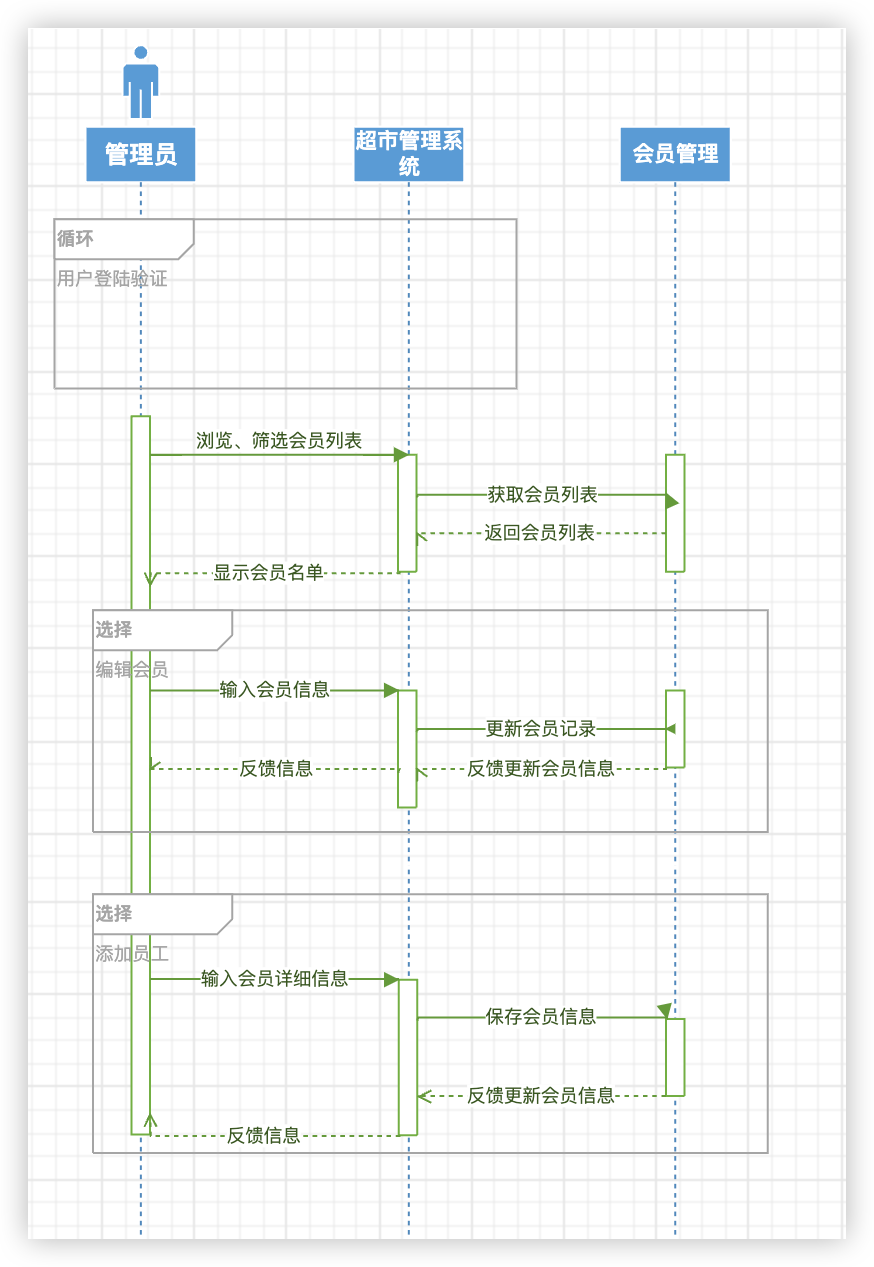 管理员
超市管理系
统
会员管理
循环
用户登陆验证
浏览、筛选会员列表
获取会员列表
返回会员列表
显示会员名单
选择
编辑会员
输入会员信息
更新会员记录
反馈信息
反馈更新会员信息
选择
添加员工
输入会员详细信息
保存会员信息
反馈更新会员信息
反馈信息